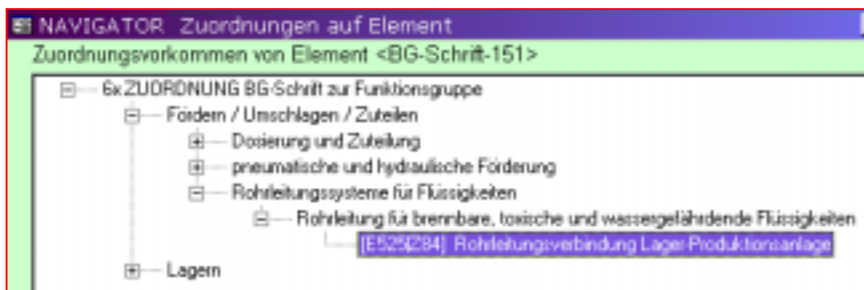 NAVIGATOR Zuordnungen auf Element
Zuordnungsvorkommen von Element <BG-Schrift-151>
6x ZUORDNUNG BG-Schrift zur Funktionsgruppe
Fördern / Umschlagen / Zuteilen
Dosierung und Zuteilung
pneumatische und hydraulische Förderung
Rohrleitungssysteme für Flüssigkeiten
Rohrleitung für brennbare, toxische und wassergefährdende Flüssigkeiten
[E525|Z84] Rohrleitungsverbindung Lager-Produktionsanlage
Lagern